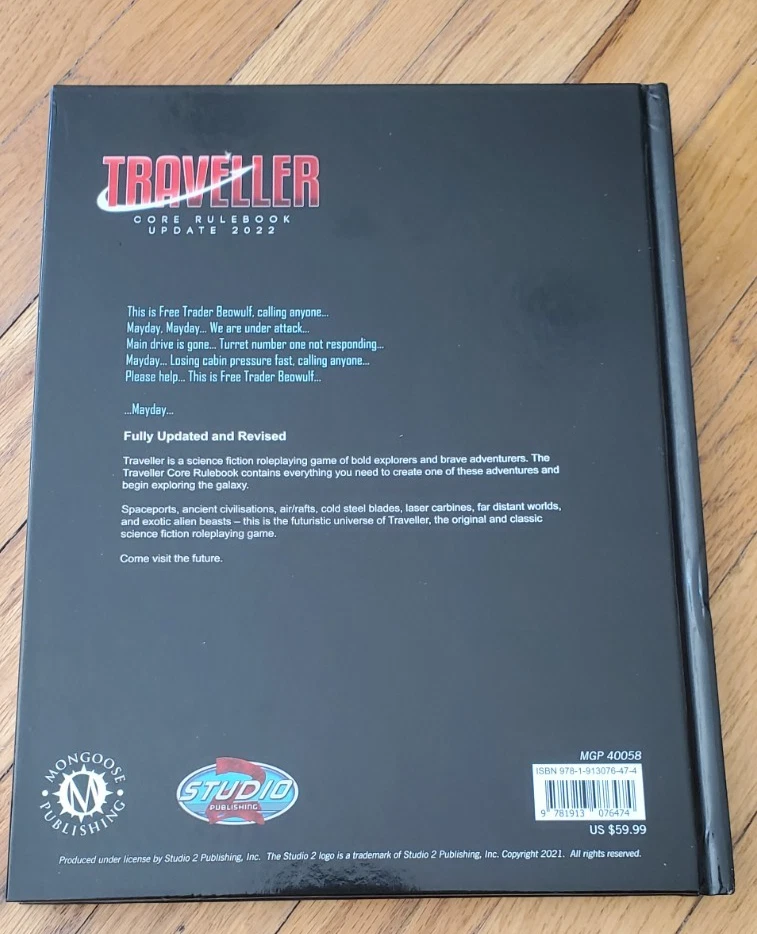 TRAVELLER
CORE RULEBOOK
UPDATE 2022
This is Free Trader Beowulf, calling anyone...
Mayday, Mayday... We are under attack...
Main drive is gone... Turret number one not responding...
Mayday... Losing cabin pressure fast, calling anyone...
Please help... This is Free Trader Beowulf...
...Mayday...
Fully Updated and Revised
Traveller is a science fiction roleplaying game of bold explorers and brave adventurers. The
Traveller Core Rulebook contains everything you need to create one of these adventures and
begin exploring the galaxy.
Spaceports, ancient civilisations, air/rafts, cold steel blades, laser carbines, far distant worlds,
and exotic alien beasts – this is the futuristic universe of Traveller, the original and classic
science fiction roleplaying game.
Come visit the future.
MONGOOSE
M
PUBLISHING
2
STUDIO
PUBLISHING
MGP 40058
ISBN 978-1-913076-47-4
9 781913 076474
US $59.99
Produced under license by Studio 2 Publishing, Inc. The Studio 2 logo is a trademark of Studio 2 Publishing, Inc. Copyright 2021. All rights reserved.